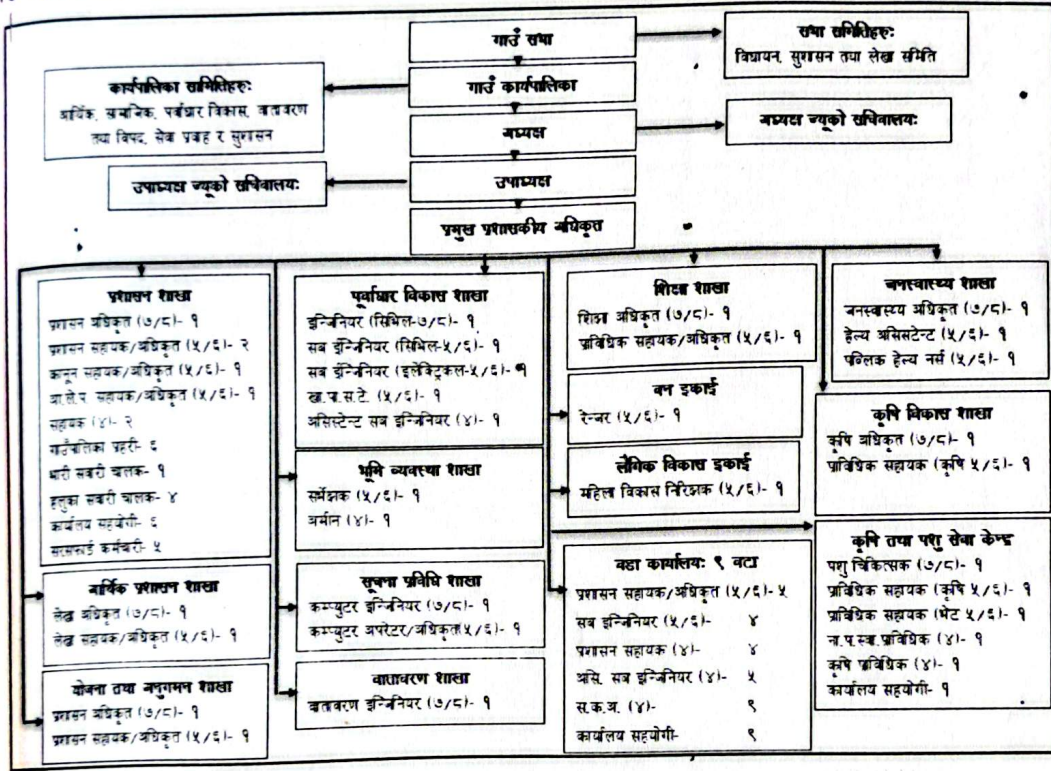 गाउँ सभा
सभा समितिहरुः
विधायन, सुशासन तथा लेखा समिति
कार्यपालिका समितिहरुः
आर्थिक, सामाजिक, पूर्वाधार विकास, वातावरण
तथा विपद, सेवा प्रवाह र सुशासन
गाउँ कार्यपालिका
अध्यक्ष
अध्यक्ष ज्यूको सचिवालयः
उपाध्यक्ष ज्यूको सचिवालयः
उपाध्यक्ष
प्रमुख प्रशासकीय अधिकृत
प्रशासन शाखा
प्रशासन अधिकृत (७/८)- १
प्रशासन सहायक/अधिकृत (५/६)- २
कानून सहायक/अधिकृत (५/६)- १
आ.ले.प. सहायक/अधिकृत (५/६)- १
सहायक (४)- २
गाउँपालिका प्रहरी- ६
भारी सवारी चालक- १
हलुका सवारी चालक- ४
कार्यालय सहयोगी- ६
सरसफाई कर्मचारी- ५
आर्थिक प्रशासन शाखा
लेखा अधिकृत (७/८)- १
लेखा सहायक/अधिकृत (५/६)- १
योजना तथा अनुगमन शाखा
प्रशासन अधिकृत (७/८)- १
प्रशासन सहायक/अधिकृत (५/६)- १
पूर्वाधार विकास शाखा
इन्जिनियर (सिभिल-७/८)- १
सब इन्जिनियर (सिभिल-५/६)- १
सब इन्जिनियर (इलेक्ट्रिकल-५/६)- १
खा.पा.स.टे. (५/६)- १
असिस्टेन्ट सब इन्जिनियर (४)- १
भूमि व्यवस्था शाखा
सर्भेक्षक (५/६)- १
अमीन (४)- १
सूचना प्रविधि शाखा
कम्प्युटर इन्जिनियर (७/८)- १
कम्प्युटर अपरेटर/अधिकृत(५/६)- १
वातावरण शाखा
वातावरण इन्जिनियर (७/८)- १
शिक्षा शाखा
शिक्षा अधिकृत (७/८)- १
प्राविधिक सहायक/अधिकृत (५/६)- १
वन इकाई
रेन्जर (५/६)- १
लैंगिक विकास इकाई
महिला विकास निरिक्षक (५/६)- १
वडा कार्यालयः ९ वटा
प्रशासन सहायक/अधिकृत (५/६)- ५
सब इन्जिनियर (५/६)- ४
प्रशासन सहायक (४)- ४
असि. सब इन्जिनियर (४)- ५
स.क.अ. (४)- ९
कार्यालय सहयोगी- ९
जनस्वास्थ्य शाखा
जनस्वास्थ्य अधिकृत (७/८)- १
हेल्थ असिसटेन्ट (५/६)- १
पब्लिक हेल्थ नर्स (५/६)- १
कृषि विकास शाखा
कृषि अधिकृत (७/८)- १
प्राविधिक सहायक (कृषि ५/६)- १
कृषि तथा पशु सेवा केन्द्र
पशु चिकित्सक (७/८)- १
प्राविधिक सहायक (कृषि ५/६)- १
प्राविधिक सहायक (भेट ५/६)- १
ना.प.स्वा.प्राविधिक (४)- १
कृषि प्राविधिक (४)- १
कार्यालय सहयोगी- १